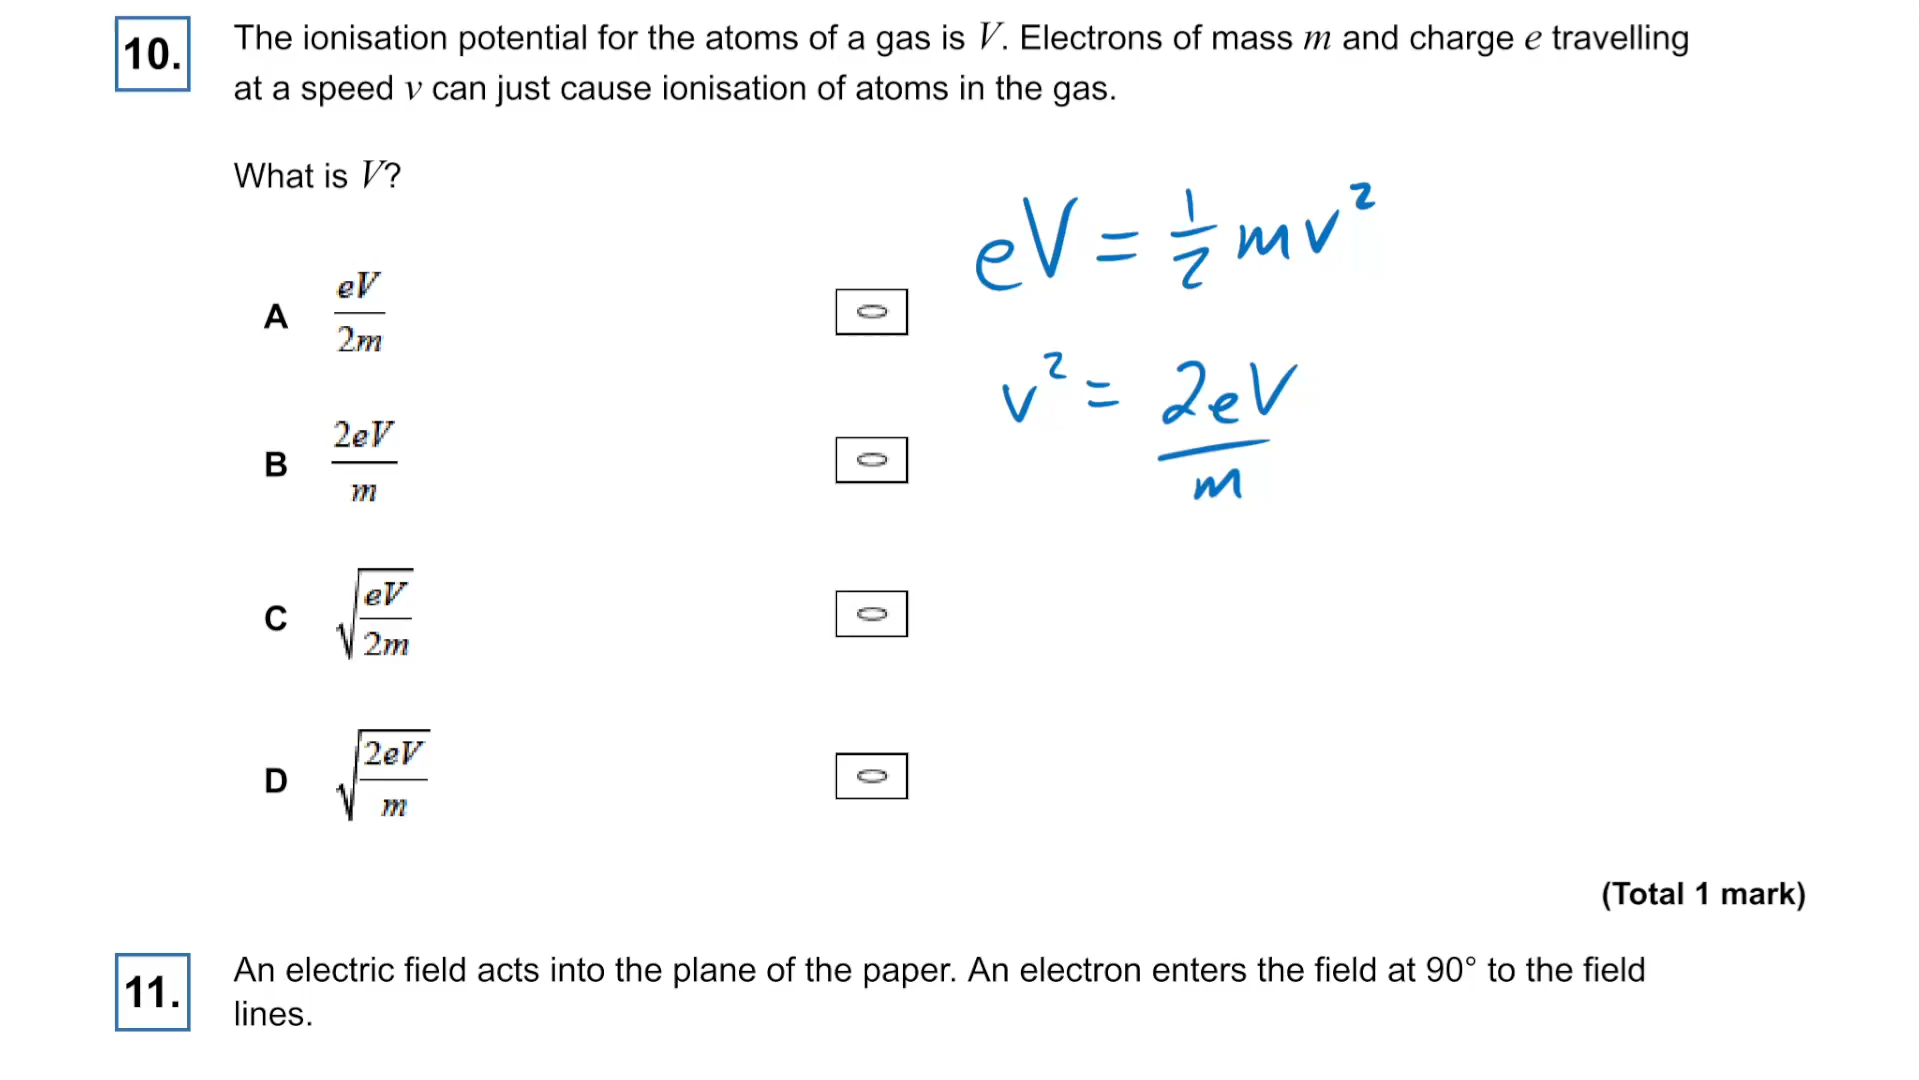 10. The ionisation potential for the atoms of a gas is V. Electrons of mass m and charge e travelling
at a speed v can just cause ionisation of atoms in the gas.
What is V?
eV = 1/2 mv²
A eV/2m
v² = 2eV/m
B 2eV/m
C √(eV/2m)
D √(2eV/m)
(Total 1 mark)
11. An electric field acts into the plane of the paper. An electron enters the field at 90° to the field
lines.